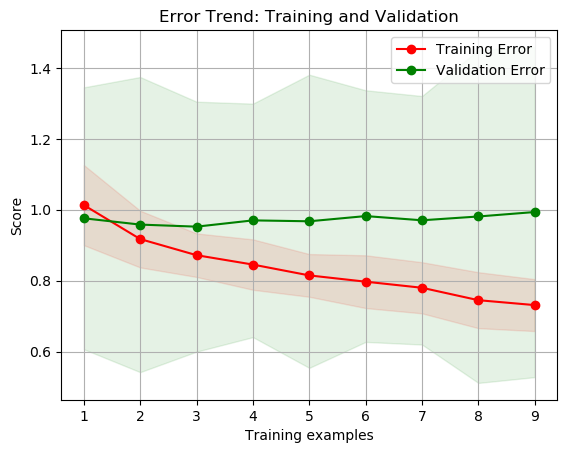 Error Trend: Training and Validation
Training Error
Validation Error
Score
1.4
1.2
1.0
0.8
0.6
1 2 3 4 5 6 7 8 9
Training examples